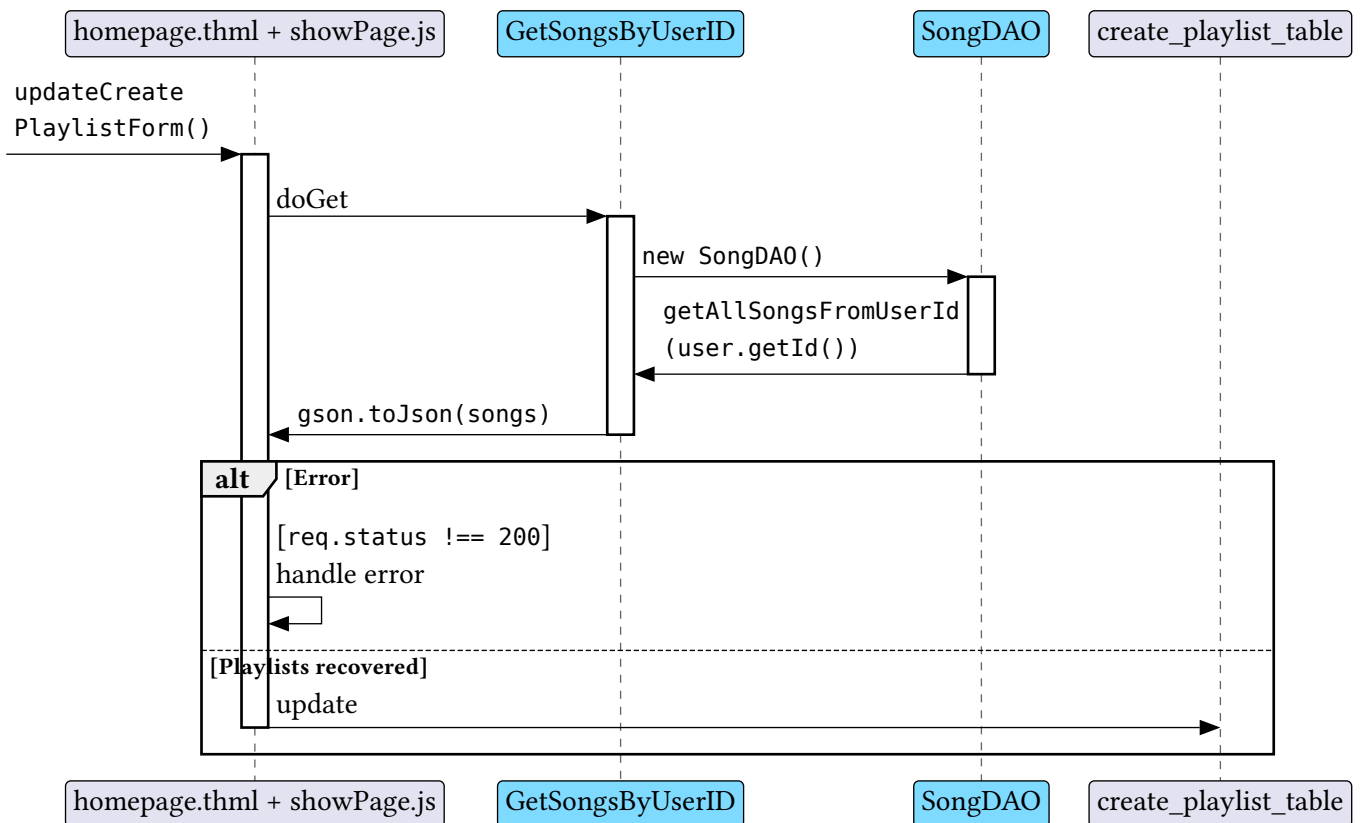 homepage.thml + showPage.js
GetSongsByUserID
SongDAO
create_playlist_table
updateCreate
PlaylistForm()
doGet
new SongDAO()
getAllSongsFromUserId
(user.getId())
gson.toJson(songs)
alt
[Error]
[req.status !== 200]
handle error
[Playlists recovered]
update
homepage.thml + showPage.js
GetSongsByUserID
SongDAO
create_playlist_table